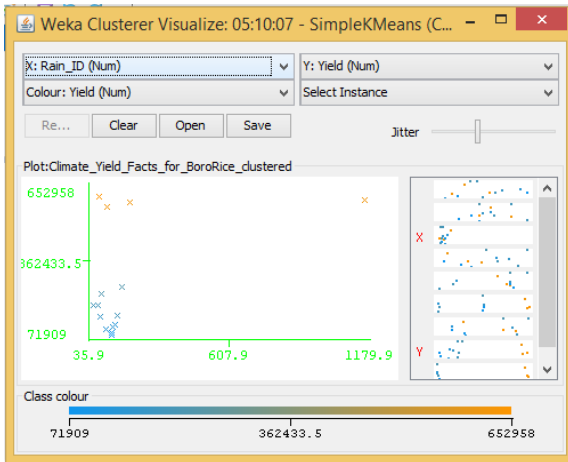 Weka Clusterer Visualize: 05:10:07 - SimpleKMeans (C...
X: Rain_ID (Num) Y: Yield (Num)
Colour: Yield (Num) Select Instance
Re... Clear Open Save Jitter
Plot:Climate_Yield_Facts_for_BoroRice_clustered
652958
362433.5
71909
35.9 607.9 1179.9
X
Y
Class colour
71909 362433.5 652958